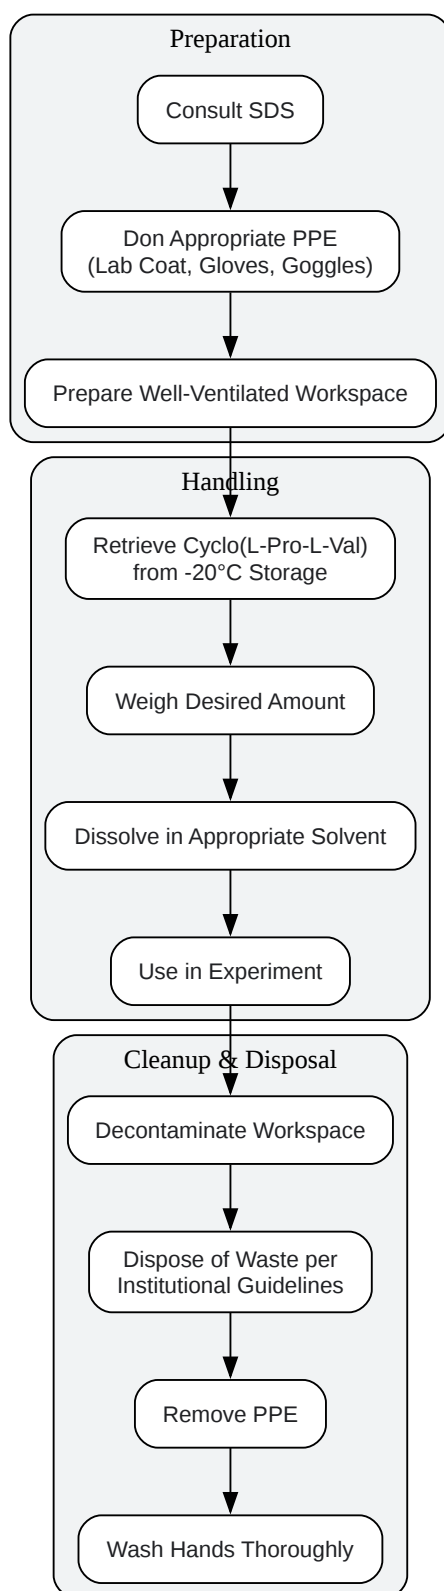 Preparation
Consult SDS
Don Appropriate PPE
(Lab Coat, Gloves, Goggles)
Prepare Well-Ventilated Workspace
Handling
Retrieve Cyclo(L-Pro-L-Val)
from -20°C Storage
Weigh Desired Amount
Dissolve in Appropriate Solvent
Use in Experiment
Cleanup & Disposal
Decontaminate Workspace
Dispose of Waste per
Institutional Guidelines
Remove PPE
Wash Hands Thoroughly